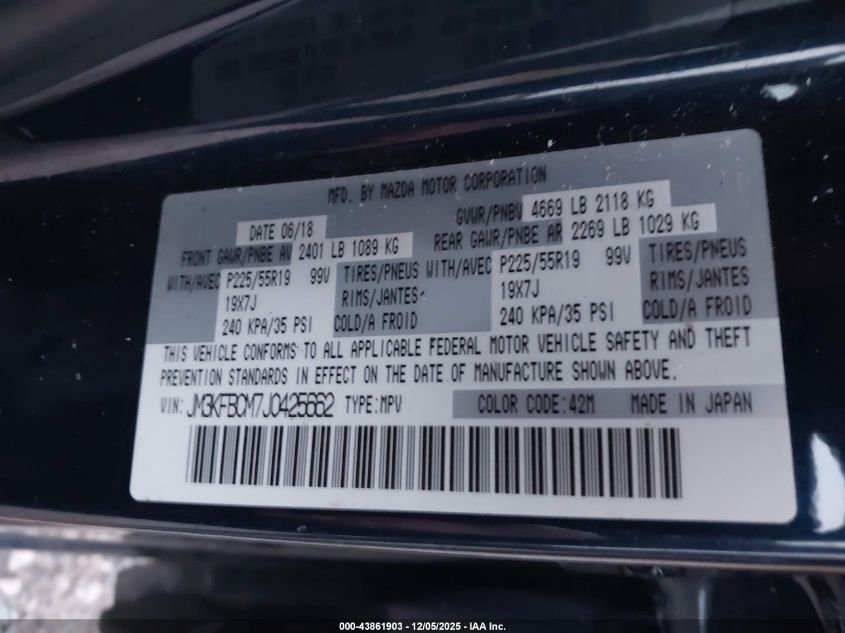 MFD. BY MAZDA MOTOR CORPORATION
DATE 06/18 GVWR/PNBV 4669 LB 2118 KG
FRONT GAWR/PNBE AV 2401 LB 1089 KG REAR GAWR/PNBE AR 2269 LB 1029 KG
WITH/AVEC P225/55R19 99V TIRES/PNEUS WITH/AVEC P225/55R19 99V TIRES/PNEUS
19X7J RIMS/JANTES 19X7J RIMS/JANTES
240 KPA/35 PSI COLD/A FROID 240 KPA/35 PSI COLD/A FROID
THIS VEHICLE CONFORMS TO ALL APPLICABLE FEDERAL MOTOR VEHICLE SAFETY AND THEFT
PREVENTION STANDARDS IN EFFECT ON THE DATE OF MANUFACTURE SHOWN ABOVE.
VIN: JM3KFBCM7J0425662 TYPE:MPV COLOR CODE:42M MADE IN JAPAN
000-43861903 - 12/05/2025 - IAA Inc.